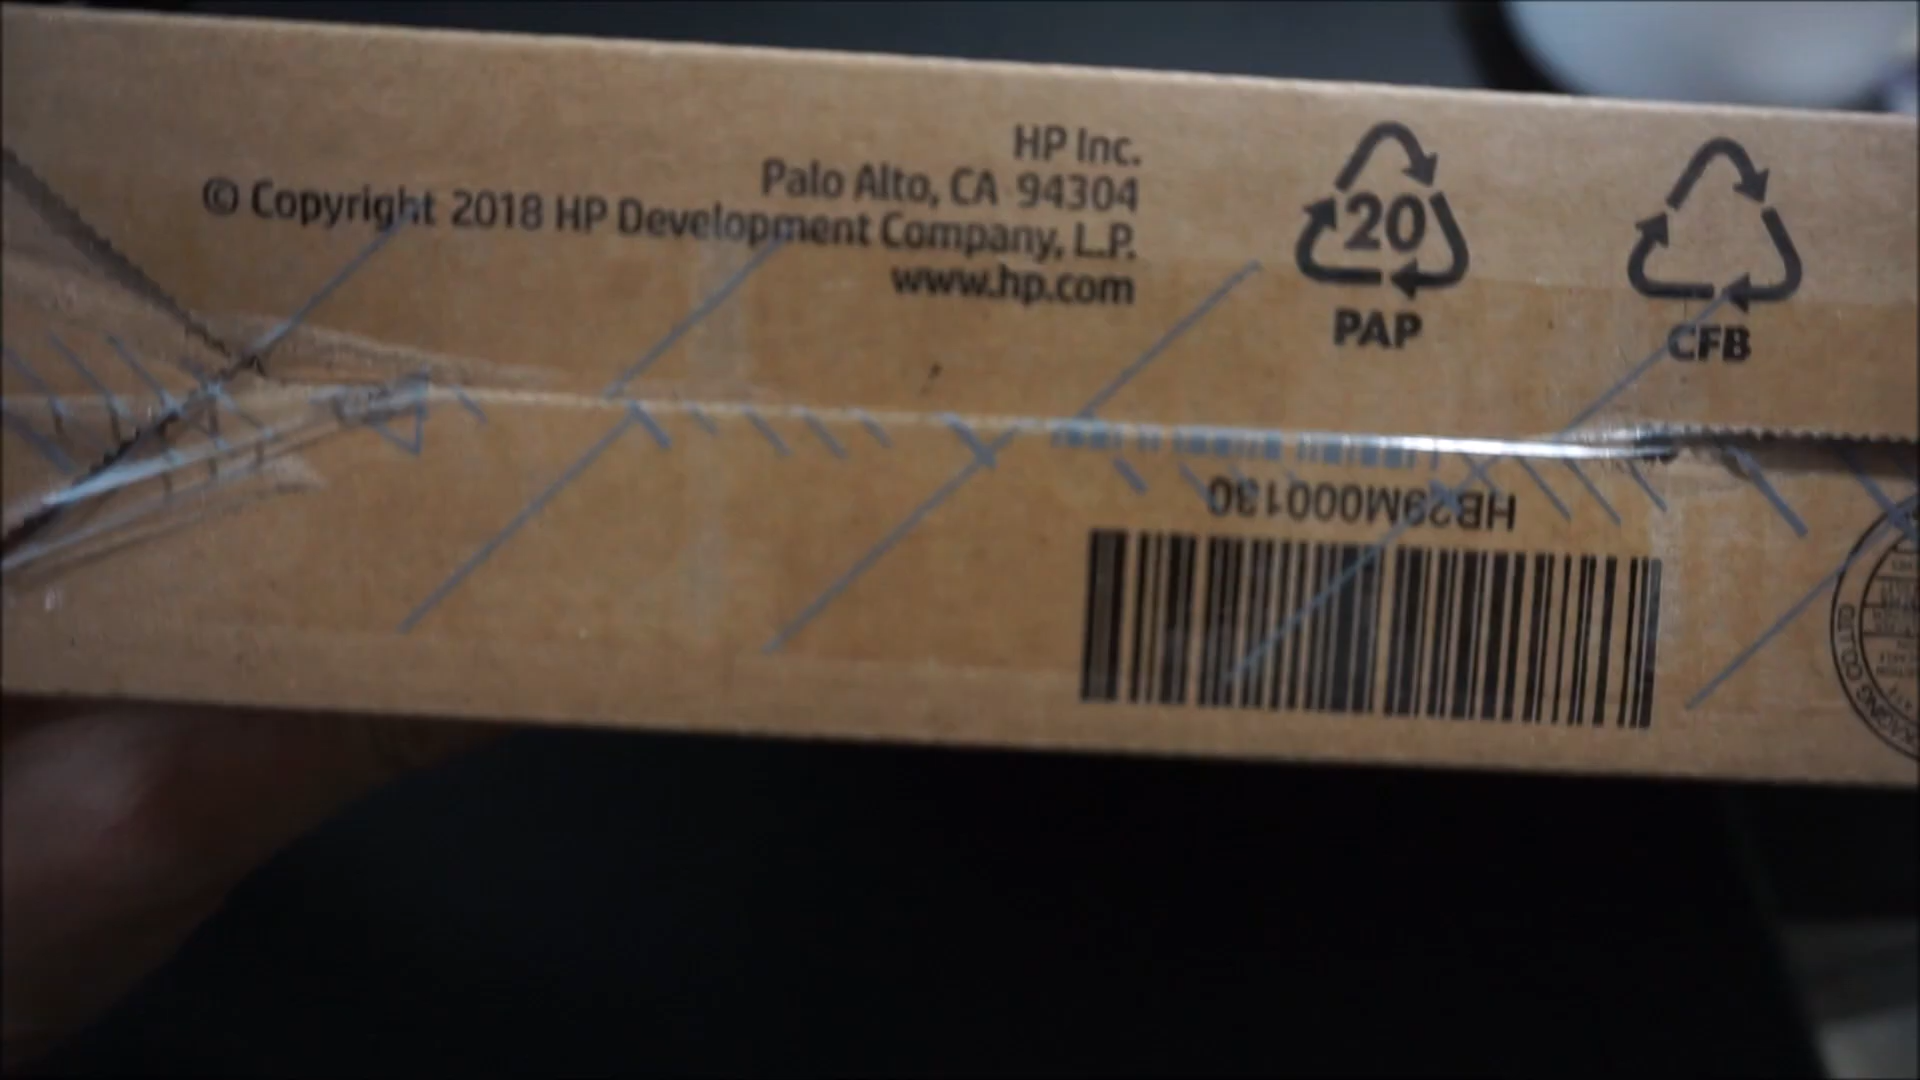 HP Inc.
Palo Alto, CA 94304
© Copyright 2018 HP Development Company, L.P.
www.hp.com
20
PAP
CFB
HB29M000130